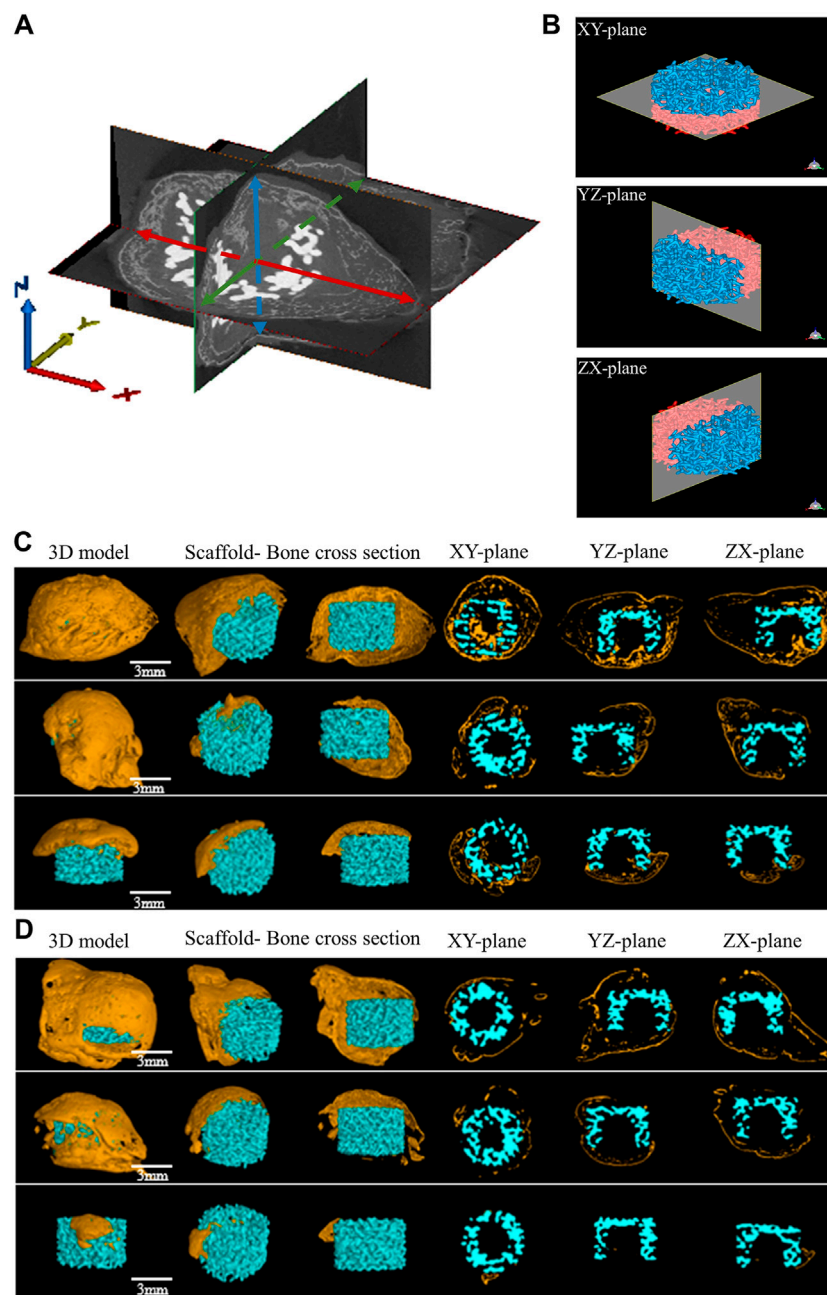 A
B
XY-plane
YZ-plane
ZX-plane
Z
Y
X
C
3D model Scaffold- Bone cross section XY-plane YZ-plane ZX-plane
3mm
3mm
3mm
D
3D model Scaffold- Bone cross section XY-plane YZ-plane ZX-plane
3mm
3mm
3mm